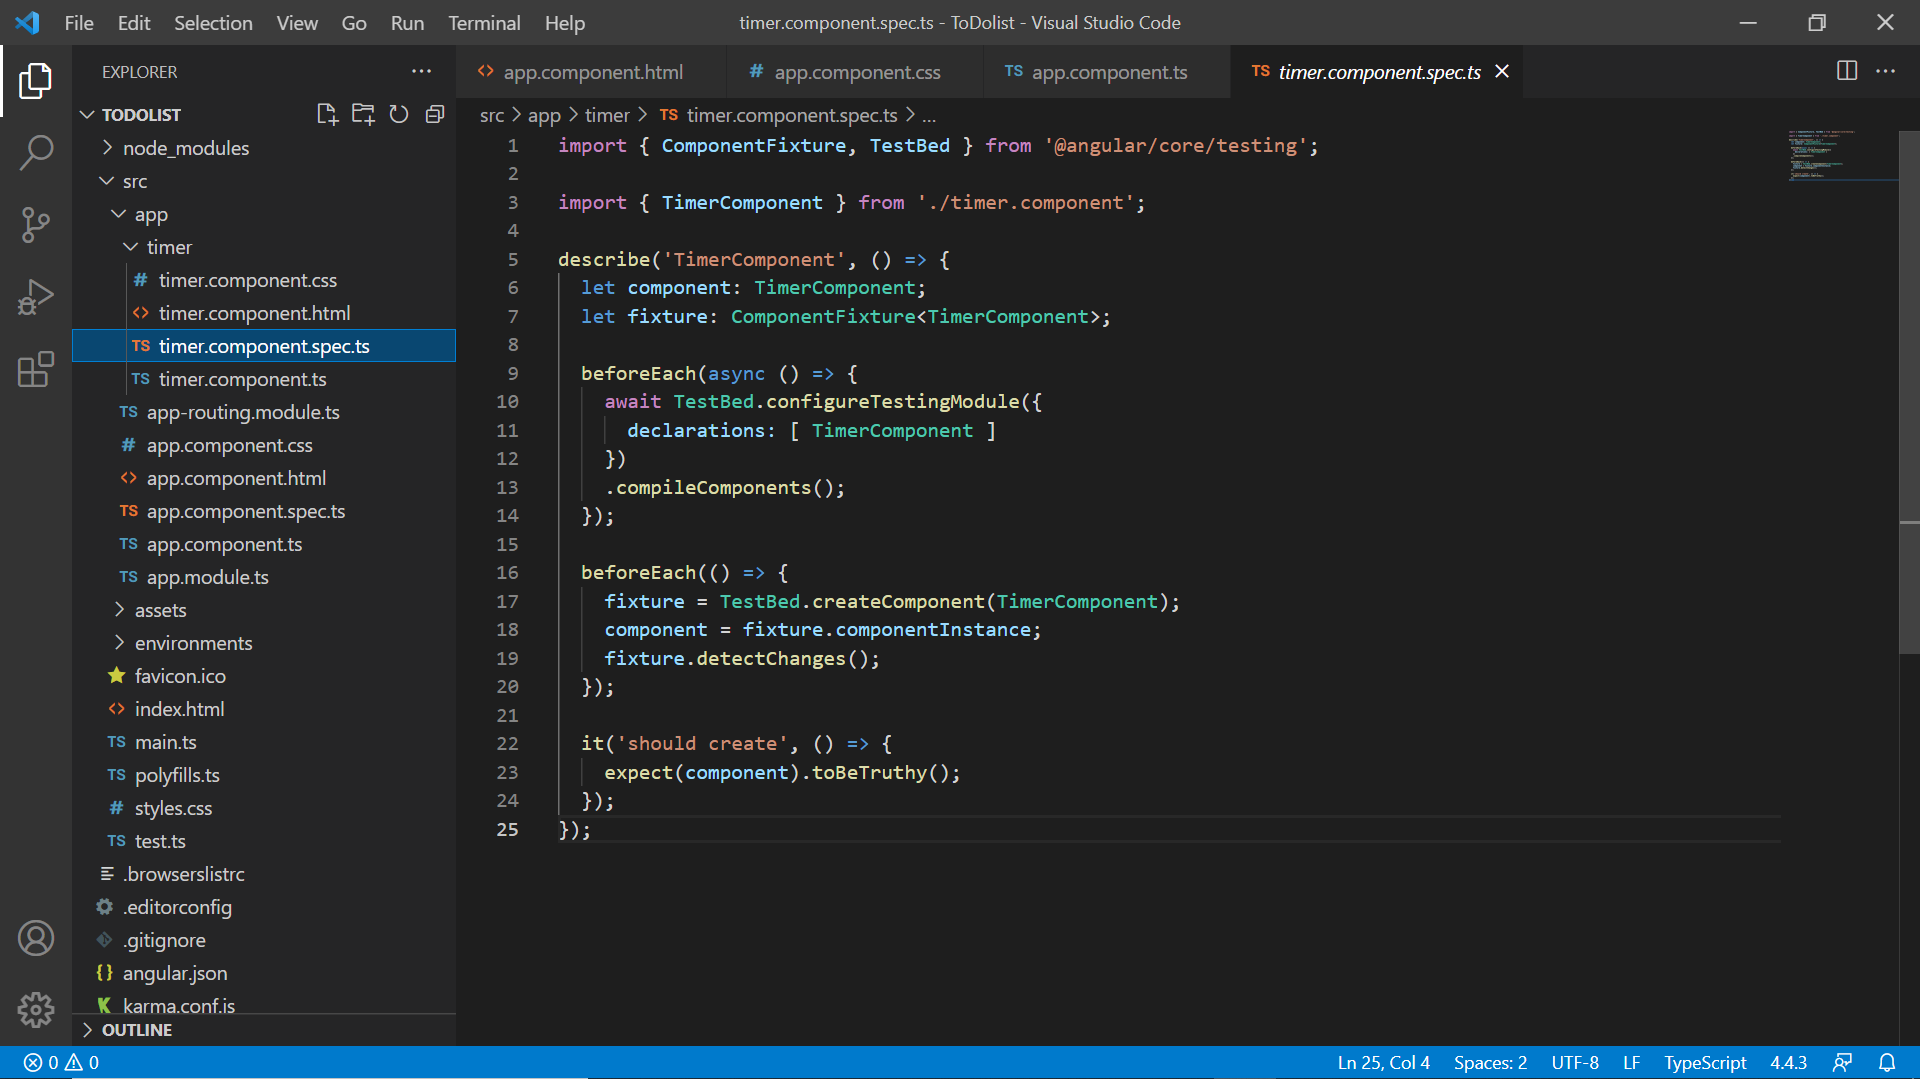 File Edit Selection View Go Run Terminal Help
timer.component.spec.ts - ToDolist - Visual Studio Code
EXPLORER
TODOLIST
node_modules
src
app
timer
# timer.component.css
<> timer.component.html
TS timer.component.spec.ts
TS timer.component.ts
TS app-routing.module.ts
# app.component.css
<> app.component.html
TS app.component.spec.ts
TS app.component.ts
TS app.module.ts
assets
environments
favicon.ico
<> index.html
TS main.ts
TS polyfills.ts
# styles.css
TS test.ts
.browserslistrc
.editorconfig
.gitignore
{} angular.json
karma.conf.js
OUTLINE
<> app.component.html
# app.component.css
TS app.component.ts
TS timer.component.spec.ts
src > app > timer > TS timer.component.spec.ts > ...
1 import { ComponentFixture, TestBed } from '@angular/core/testing';
2
3 import { TimerComponent } from './timer.component';
4
5 describe('TimerComponent', () => {
6 let component: TimerComponent;
7 let fixture: ComponentFixture<TimerComponent>;
8
9 beforeEach(async () => {
10 await TestBed.configureTestingModule({
11 declarations: [ TimerComponent ]
12 })
13 .compileComponents();
14 });
15
16 beforeEach(() => {
17 fixture = TestBed.createComponent(TimerComponent);
18 component = fixture.componentInstance;
19 fixture.detectChanges();
20 });
21
22 it('should create', () => {
23 expect(component).toBeTruthy();
24 });
25 });
0 0
Ln 25, Col 4 Spaces: 2 UTF-8 LF TypeScript 4.4.3